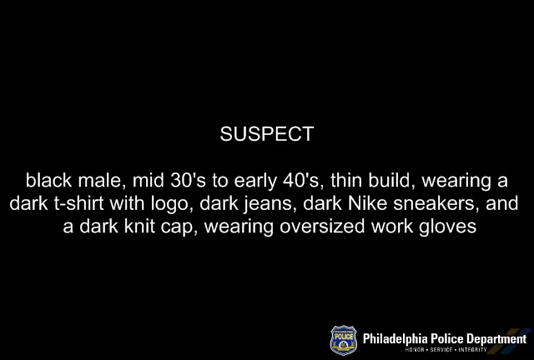 SUSPECT
black male, mid 30's to early 40's, thin build, wearing a
dark t-shirt with logo, dark jeans, dark Nike sneakers, and
a dark knit cap, wearing oversized work gloves
POLICE
Philadelphia Police Department
HONOR • SERVICE • INTEGRITY